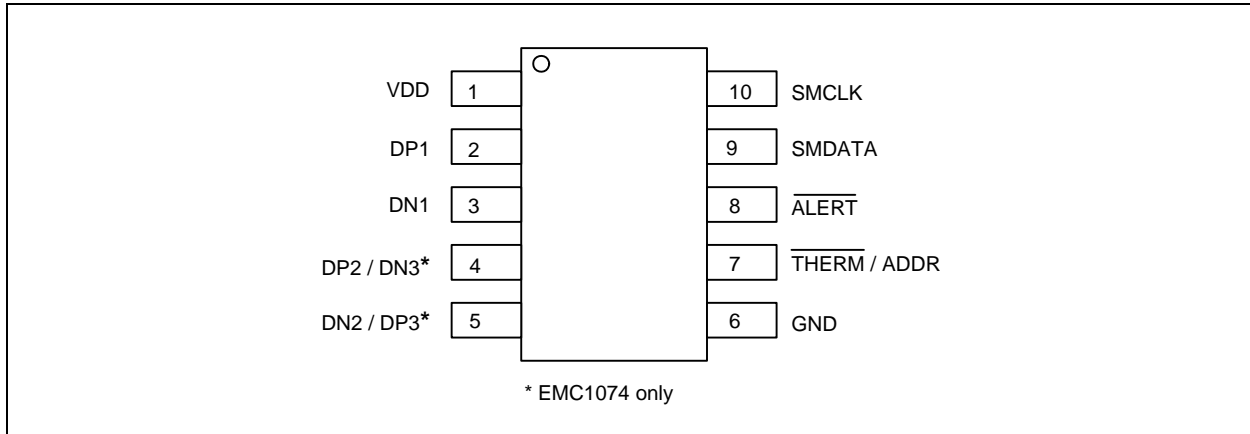 VDD 1 10 SMCLK
DP1 2 9 SMDATA
DN1 3 8 ALERT
DP2 / DN3* 4 7 THERM / ADDR
DN2 / DP3* 5 6 GND
* EMC1074 only